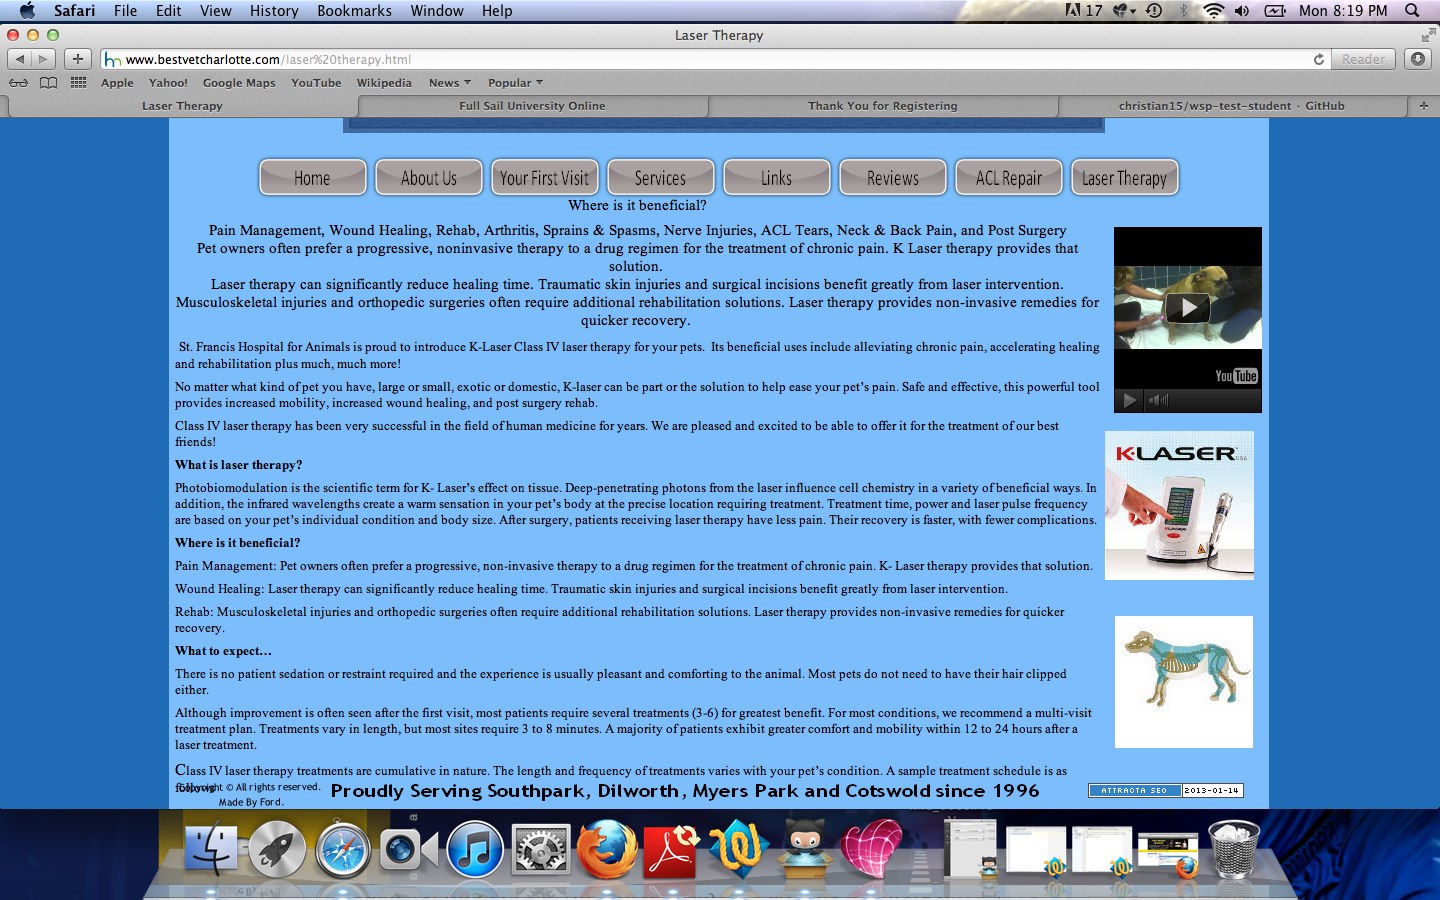 Safari File Edit View History Bookmarks Window Help 17 Mon 8:19 PM
Laser Therapy
www.bestvetcharlotte.com/laser%20therapy.html Reader
Apple Yahoo! Google Maps YouTube Wikipedia News Popular
Laser Therapy Full Sail University Online Thank You for Registering christian15/wsp-test-student - GitHub
Home About Us Your First Visit Services Links Reviews ACL Repair Laser Therapy
Where is it beneficial?
Pain Management, Wound Healing, Rehab, Arthritis, Sprains & Spasms, Nerve Injuries, ACL Tears, Neck & Back Pain, and Post Surgery
Pet owners often prefer a progressive, noninvasive therapy to a drug regimen for the treatment of chronic pain. K Laser therapy provides that
solution.
Laser therapy can significantly reduce healing time. Traumatic skin injuries and surgical incisions benefit greatly from laser intervention.
Musculoskeletal injuries and orthopedic surgeries often require additional rehabilitation solutions. Laser therapy provides non-invasive remedies for
quicker recovery.
St. Francis Hospital for Animals is proud to introduce K-Laser Class IV laser therapy for your pets. Its beneficial uses include alleviating chronic pain, accelerating healing
and rehabilitation plus much, much more!
No matter what kind of pet you have, large or small, exotic or domestic, K-laser can be part or the solution to help ease your pet's pain. Safe and effective, this powerful tool
provides increased mobility, increased wound healing, and post surgery rehab.
Class IV laser therapy has been very successful in the field of human medicine for years. We are pleased and excited to be able to offer it for the treatment of our best
friends!
What is laser therapy?
Photobiomodulation is the scientific term for K- Laser's effect on tissue. Deep-penetrating photons from the laser influence cell chemistry in a variety of beneficial ways. In
addition, the infrared wavelengths create a warm sensation in your pet's body at the precise location requiring treatment. Treatment time, power and laser pulse frequency
are based on your pet's individual condition and body size. After surgery, patients receiving laser therapy have less pain. Their recovery is faster, with fewer complications.
Where is it beneficial?
Pain Management: Pet owners often prefer a progressive, non-invasive therapy to a drug regimen for the treatment of chronic pain. K- Laser therapy provides that solution.
Wound Healing: Laser therapy can significantly reduce healing time. Traumatic skin injuries and surgical incisions benefit greatly from laser intervention.
Rehab: Musculoskeletal injuries and orthopedic surgeries often require additional rehabilitation solutions. Laser therapy provides non-invasive remedies for quicker
recovery.
What to expect...
There is no patient sedation or restraint required and the experience is usually pleasant and comforting to the animal. Most pets do not need to have their hair clipped
either.
Although improvement is often seen after the first visit, most patients require several treatments (3-6) for greatest benefit. For most conditions, we recommend a multi-visit
treatment plan. Treatments vary in length, but most sites require 3 to 8 minutes. A majority of patients exhibit greater comfort and mobility within 12 to 24 hours after a
laser treatment.
Class IV laser therapy treatments are cumulative in nature. The length and frequency of treatments varies with your pet's condition. A sample treatment schedule is as
follows
YouTube
K-LASER USA
K-LASER
Copyright © All rights reserved.
Made By Ford.
Proudly Serving Southpark, Dilworth, Myers Park and Cotswold since 1996
ATTRACTA SEO 2013-01-14